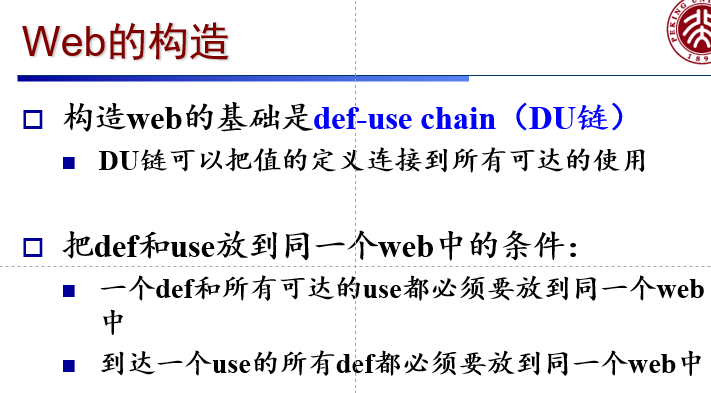 Web的构造
PEKING UNI
189
构造web的基础是def-use chain（DU链）
DU链可以把值的定义连接到所有可达的使用
把def和use放到同一个web中的条件：
一个def和所有可达的use都必须要放到同一个web
中
到达一个use的所有def都必须要放到同一个web中